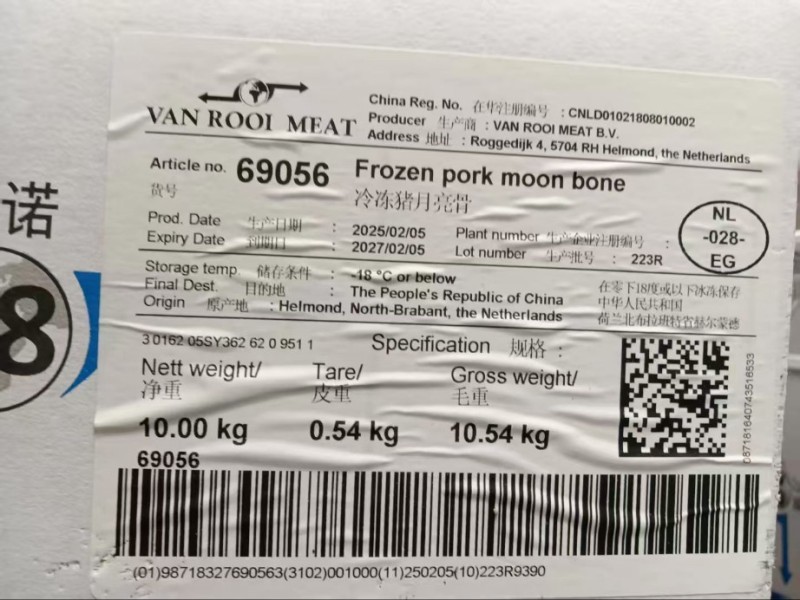 诺
8
VAN ROOI MEAT
China Reg. No. 在华注册编号 : CNLD01021808010002
Producer 生产商 : VAN ROOI MEAT B.V.
Address 地址 : Roggedijk 4, 5704 RH Helmond, the Netherlands
Article no. 69056 Frozen pork moon bone
货号 冷冻猪月亮骨
Prod. Date 生产日期 : 2025/02/05 Plant number 生产企业注册编号 :
Expiry Date 到期日 : 2027/02/05 Lot number 生产批号 : 223R
NL
-028-
EG
Storage temp. 储存条件 : -18 °C or below 在零下18度或以下冰冻保存
Final Dest. 目的地 : The People's Republic of China 中华人民共和国
Origin 原产地 : Helmond, North-Brabant, the Netherlands 荷兰北布拉班特省赫尔蒙德
3 0162 05SY362 62 0 951 1 Specification 规格 :
Nett weight/ Tare/ Gross weight/
净重 皮重 毛重
10.00 kg 0.54 kg 10.54 kg
69056
08718164074351853​3
(01)98718327690563(3102)001000(11)250205(10)223R9390